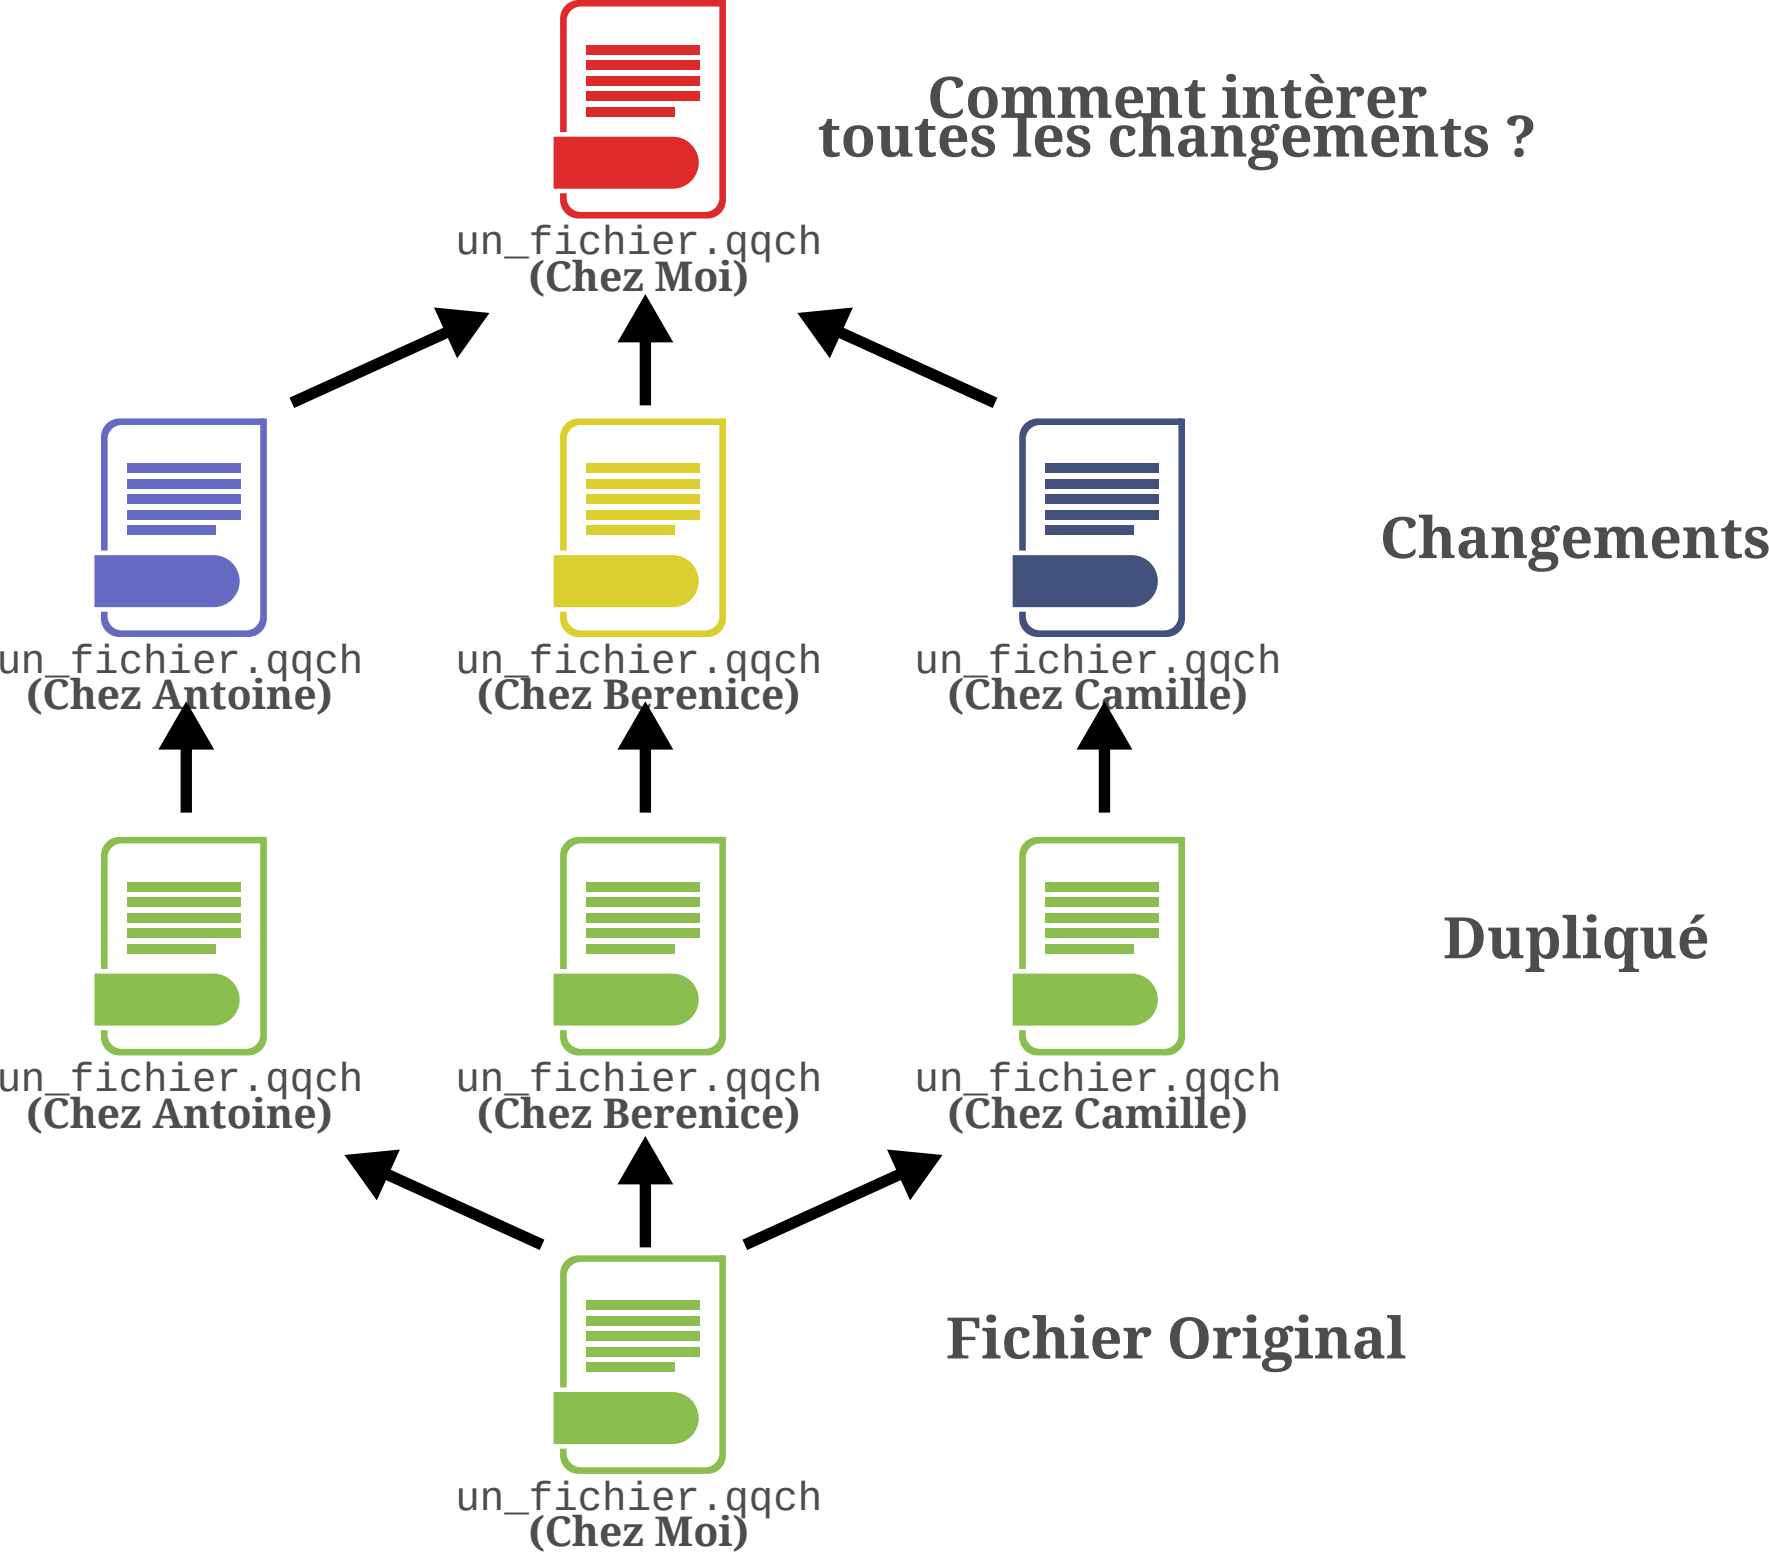 Comment intèrer
toutes les changements ?
un_fichier.qqch
(Chez Moi)
un_fichier.qqch
(Chez Antoine)
un_fichier.qqch
(Chez Berenice)
un_fichier.qqch
(Chez Camille)
Changements
un_fichier.qqch
(Chez Antoine)
un_fichier.qqch
(Chez Berenice)
un_fichier.qqch
(Chez Camille)
Dupliqué
Fichier Original
un_fichier.qqch
(Chez Moi)